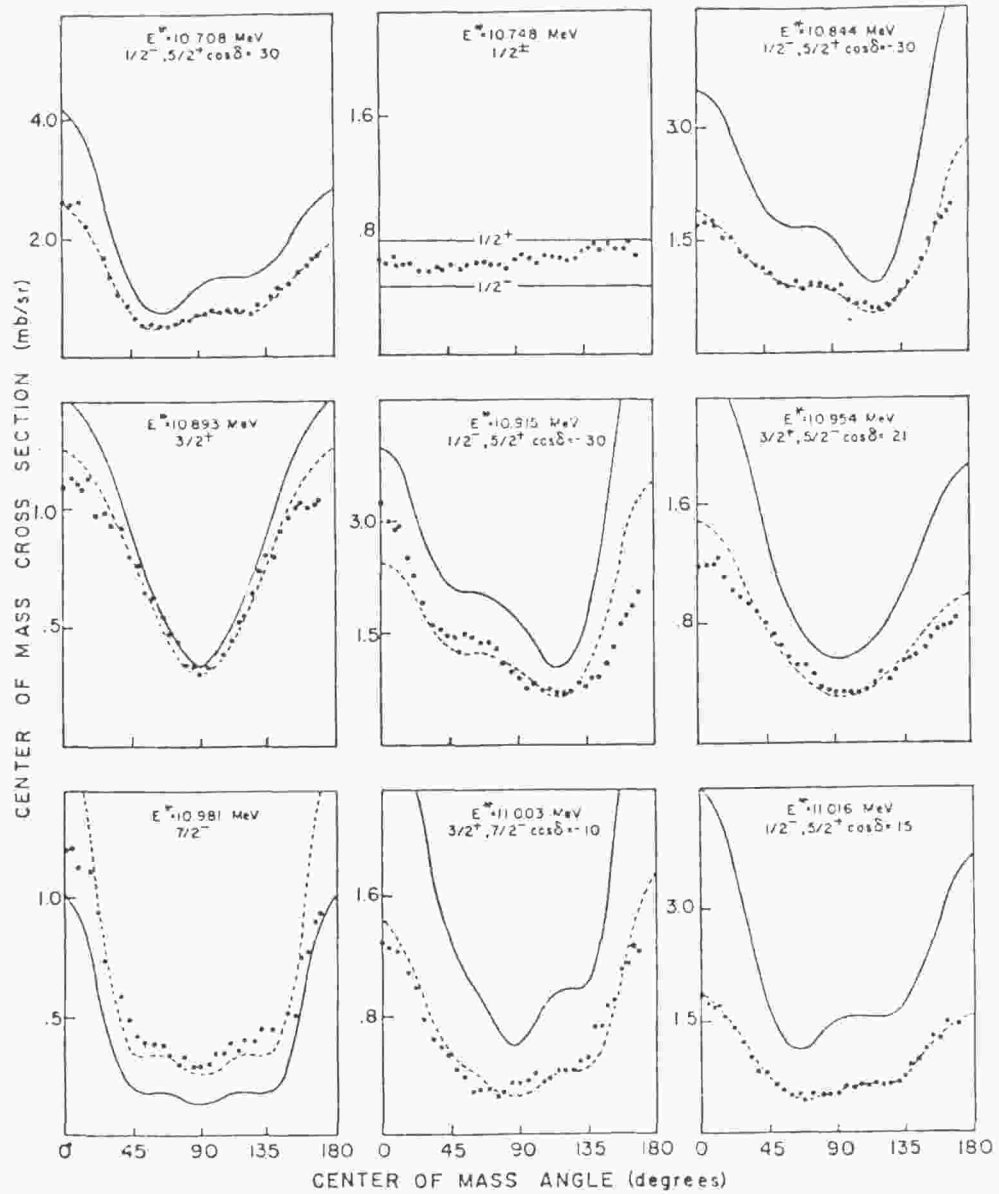 CENTER OF MASS CROSS SECTION (mb/sr)
E*=10.708 MeV
1/2⁻,5/2⁺cosδ=.30
4.0
2.0
E*=10.748 MeV
1/2±
1.6
.8
1/2⁺
1/2⁻
E*=10.844 MeV
1/2⁻,5/2⁺cosδ=-.30
3.0
1.5
E*=10.893 MeV
3/2⁺
1.0
.5
E*=10.915 MeV
1/2⁻,5/2⁺ cosδ=-.30
3.0
1.5
E*=10.954 MeV
3/2⁺,5/2⁻cosδ=.21
1.6
.8
E*=10.981 MeV
7/2⁻
1.0
.5
E*=11.003 MeV
3/2⁺,7/2⁻cosδ=-.10
1.6
.8
E*=11.016 MeV
1/2⁻,5/2⁺cosδ=.15
3.0
1.5
0 45 90 135 180
0 45 90 135 180
0 45 90 135 180
CENTER OF MASS ANGLE (degrees)